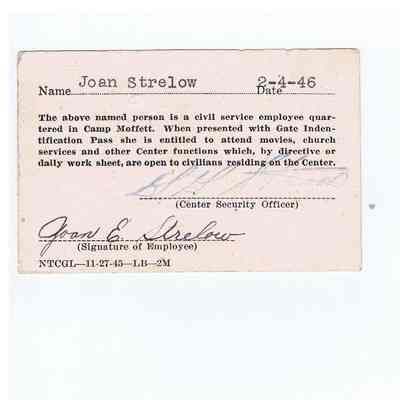 Name Joan Strelow Date 2-4-46
The above named person is a civil service employee quar-
tered in Camp Moffett. When presented with Gate Inden-
tification Pass she is entitled to attend movies, church
services and other Center functions which, by directive or
daily work sheet, are open to civilians residing on the Center.
(Center Security Officer)
Joan E. Strelow
(Signature of Employee)
NTCGL—11-27-45—LB—2M